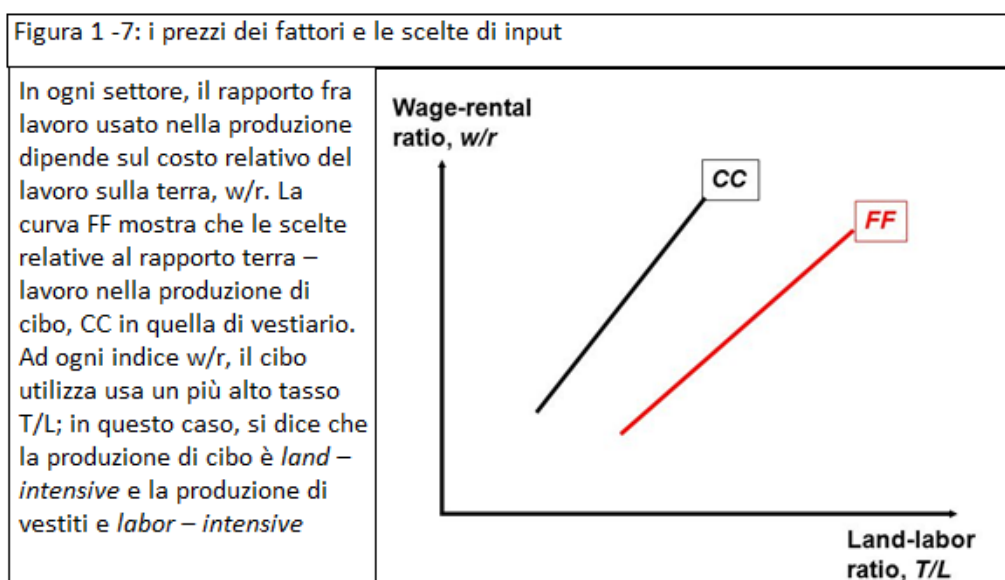 Figura 1 -7: i prezzi dei fattori e le scelte di input
In ogni settore, il rapporto fra
lavoro usato nella produzione
dipende sul costo relativo del
lavoro sulla terra, w/r. La
curva FF mostra che le scelte
relative al rapporto terra –
lavoro nella produzione di
cibo, CC in quella di vestiario.
Ad ogni indice w/r, il cibo
utilizza usa un più alto tasso
T/L; in questo caso, si dice che
la produzione di cibo è land –
intensive e la produzione di
vestiti e labor – intensive
Wage-rental
ratio, w/r
CC
FF
Land-labor
ratio, T/L